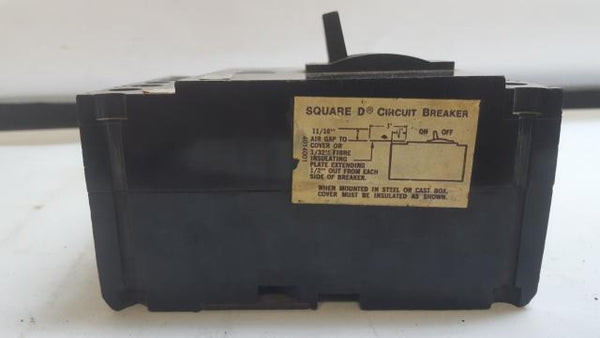 SQUARE D® CIRCUIT BREAKER
11/16"
AIR GAP TO
COVER OR
1/32" FIBRE
INSULATING
PLATE EXTENDING
1/2" OUT FROM EACH
SIDE OF BREAKER.
1"
ON OFF
WHEN MOUNTED IN STEEL OR CAST BOX,
COVER MUST BE INSULATED AS SHOWN.